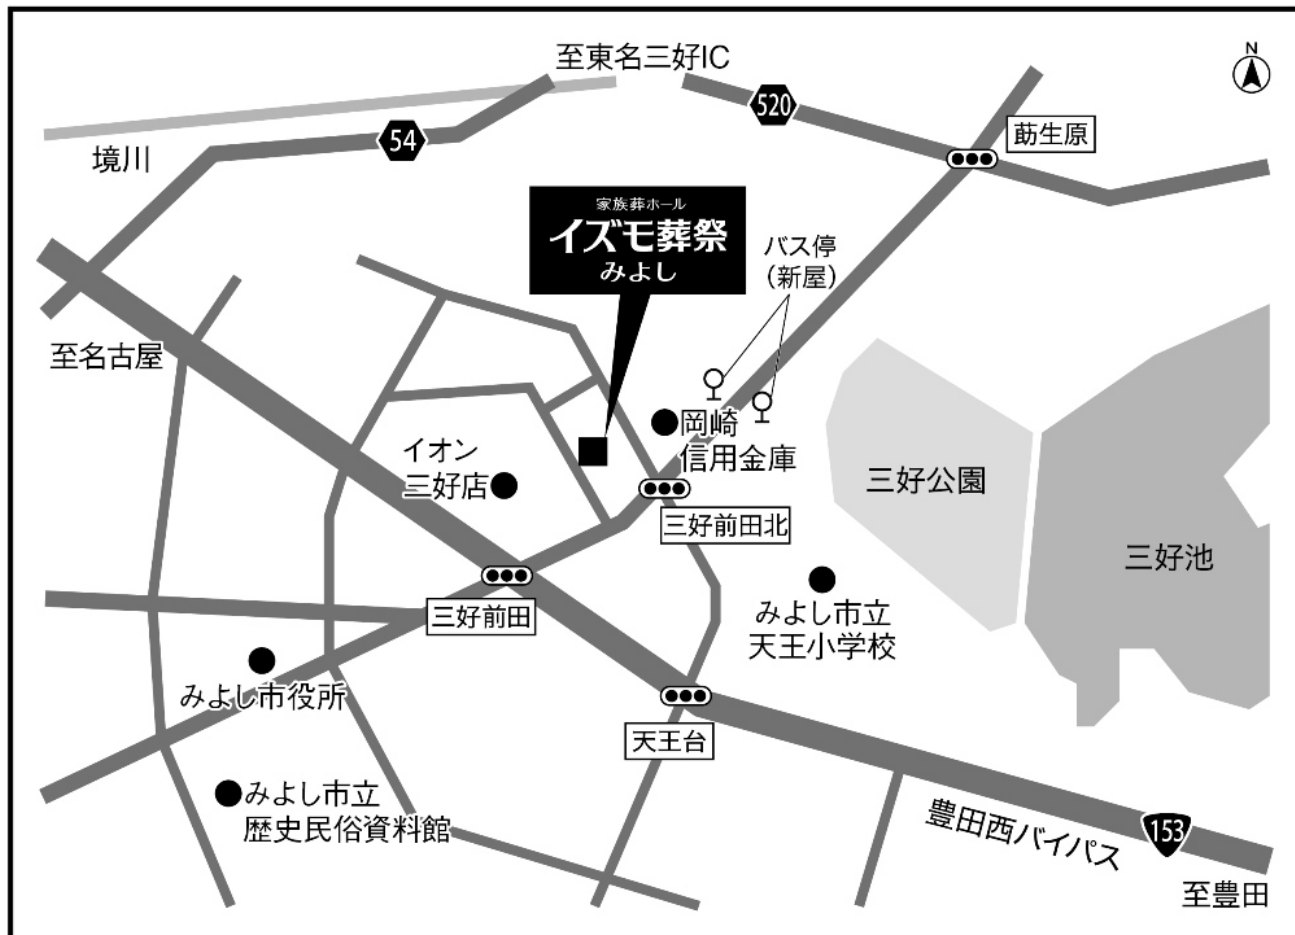 至東名三好IC
N
520
莇生原
54
境川
家族葬ホール
イズモ葬祭
みよし
バス停
（新屋）
至名古屋
岡崎
信用金庫
イオン
三好店
三好公園
三好前田北
三好池
みよし市立
天王小学校
三好前田
みよし市役所
天王台
みよし市立
歴史民俗資料館
豊田西バイパス
153
至豊田